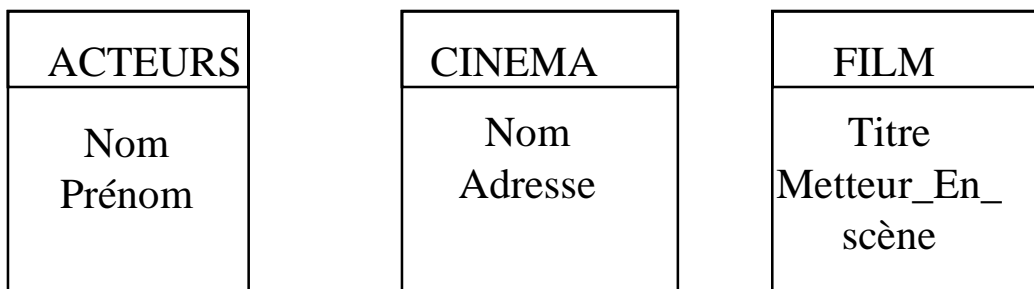 ACTEURS
Nom
Prénom
CINEMA
Nom
Adresse
FILM
Titre
Metteur_En_
scène